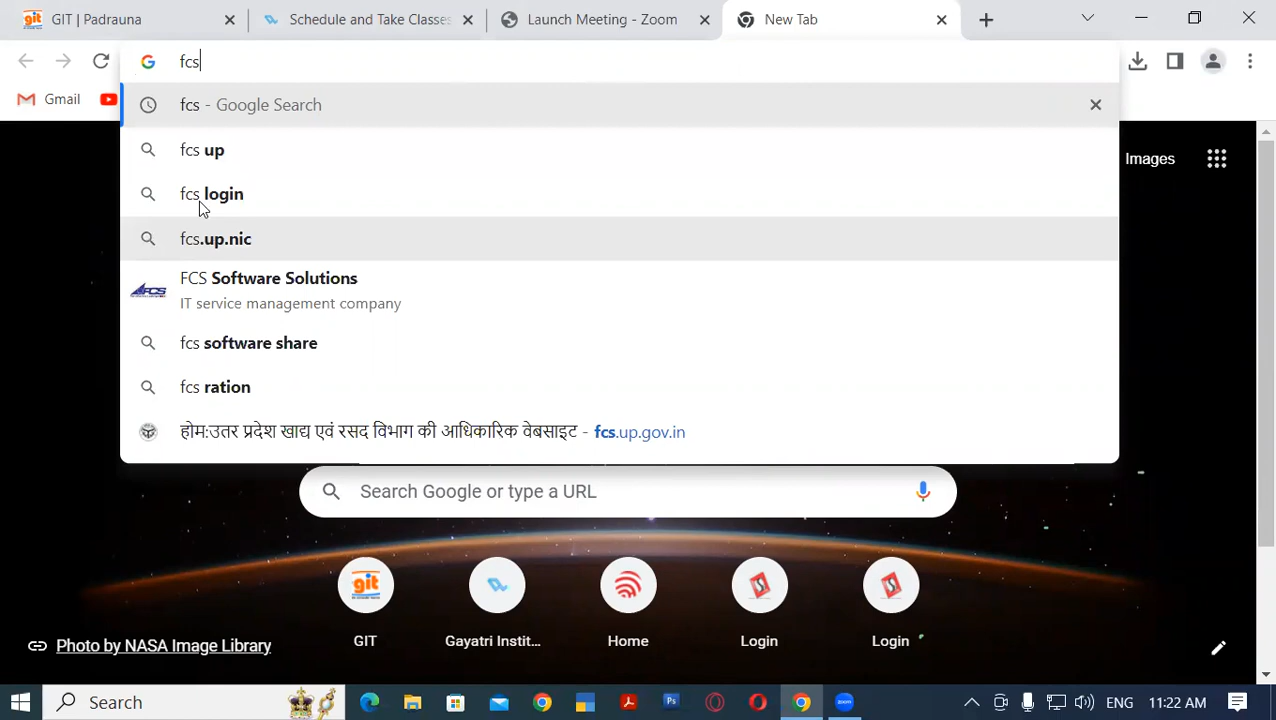 GIT | Padrauna
Schedule and Take Classes
Launch Meeting - Zoom
New Tab
fcs
Gmail
fcs - Google Search
fcs up
Images
fcs login
fcs.up.nic
FCS Software Solutions
IT service management company
fcs software share
fcs ration
होम:उतर प्रदेश खाद्य एवं रसद विभाग की आधिकारिक वेबसाइट - fcs.up.gov.in
Search Google or type a URL
git
GIT
Gayatri Instit...
Home
Login
Login
Photo by NASA Image Library
Search
ENG
11:22 AM